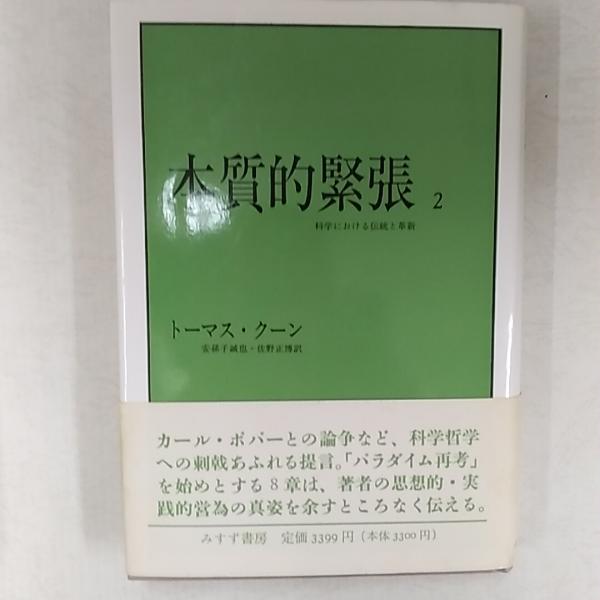 本質的緊張 2
科学における伝統と革新
トーマス・クーン
安孫子誠也・佐野正博訳
カール・ポパーとの論争など、科学哲学
への刺戟あふれる提言。「パラダイム再考」
を始めとする8章は、著者の思想的・実
践的営為の真姿を余すところなく伝える。
みすず書房 定価3399円（本体3300円）